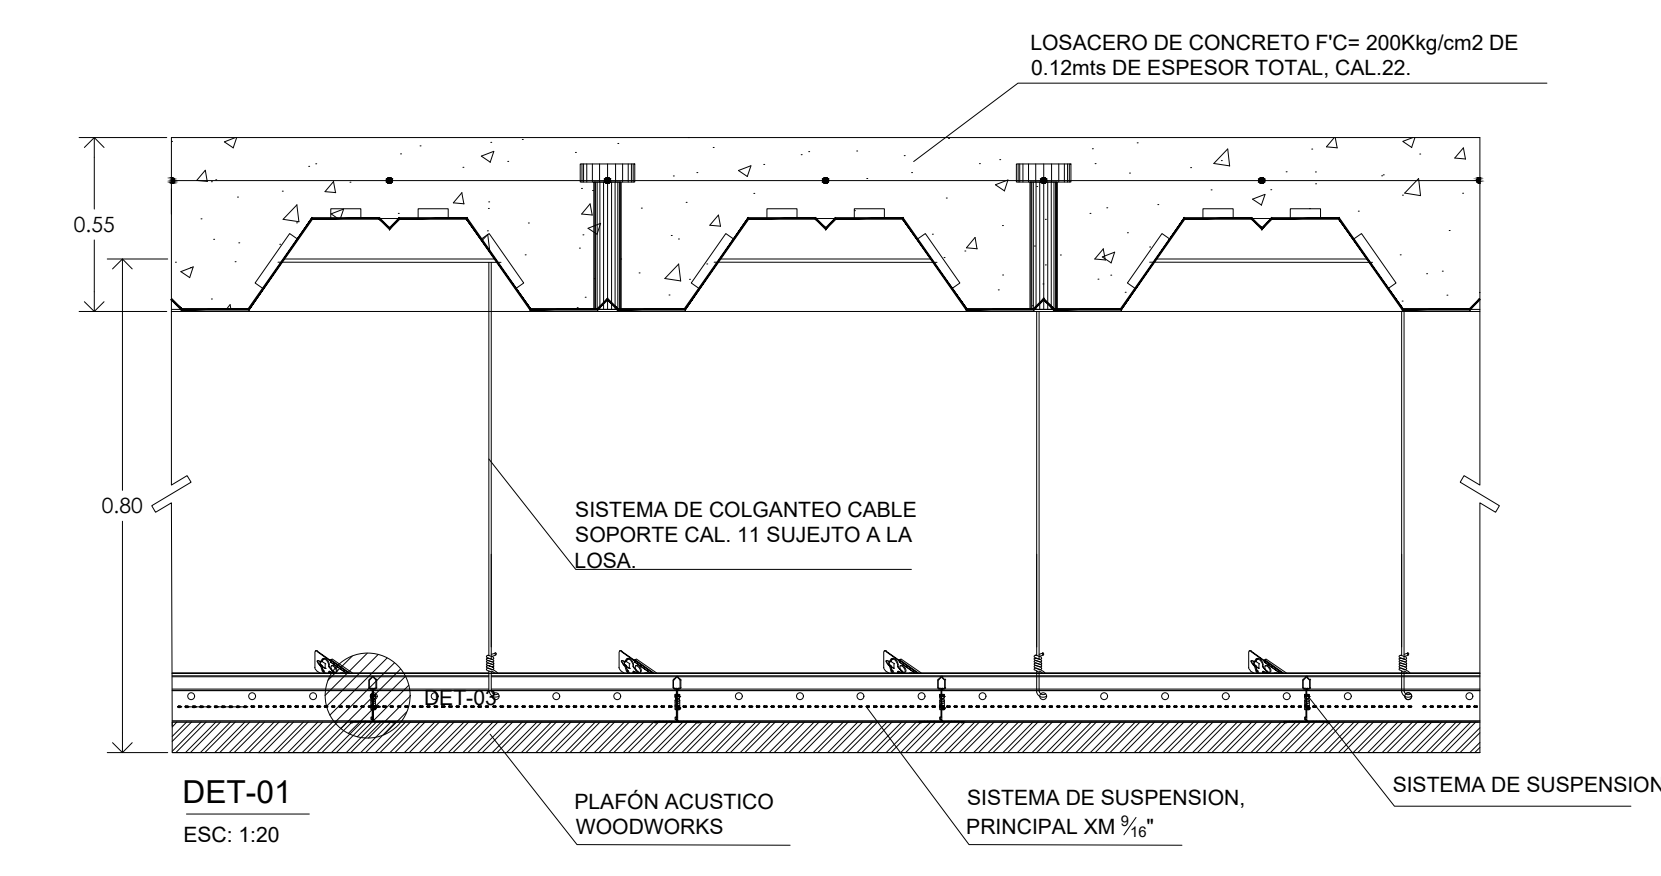 LOSACERO DE CONCRETO F'C= 200Kkg/cm2 DE
0.12mts DE ESPESOR TOTAL, CAL.22.
0.55
0.80
SISTEMA DE COLGANTEO CABLE
SOPORTE CAL. 11 SUJEJTO A LA
LOSA.
DET-03
DET-01
ESC: 1:20
PLAFÓN ACUSTICO
WOODWORKS
SISTEMA DE SUSPENSION,
PRINCIPAL XM 9⁄16"
SISTEMA DE SUSPENSION